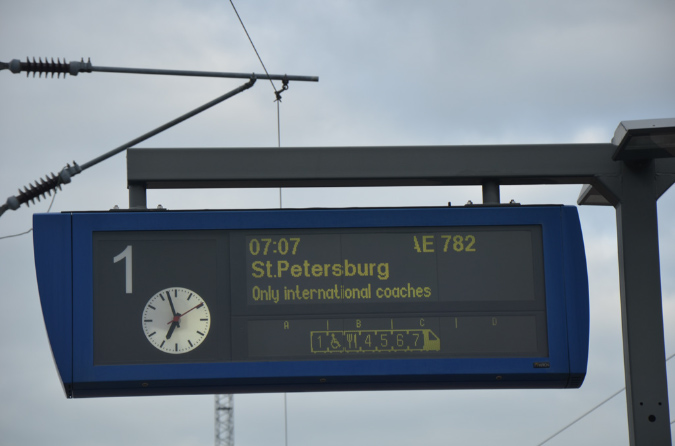 1
07:07 AE 782
St.Petersburg
Only international coaches
A B C D
1 4 5 6 7